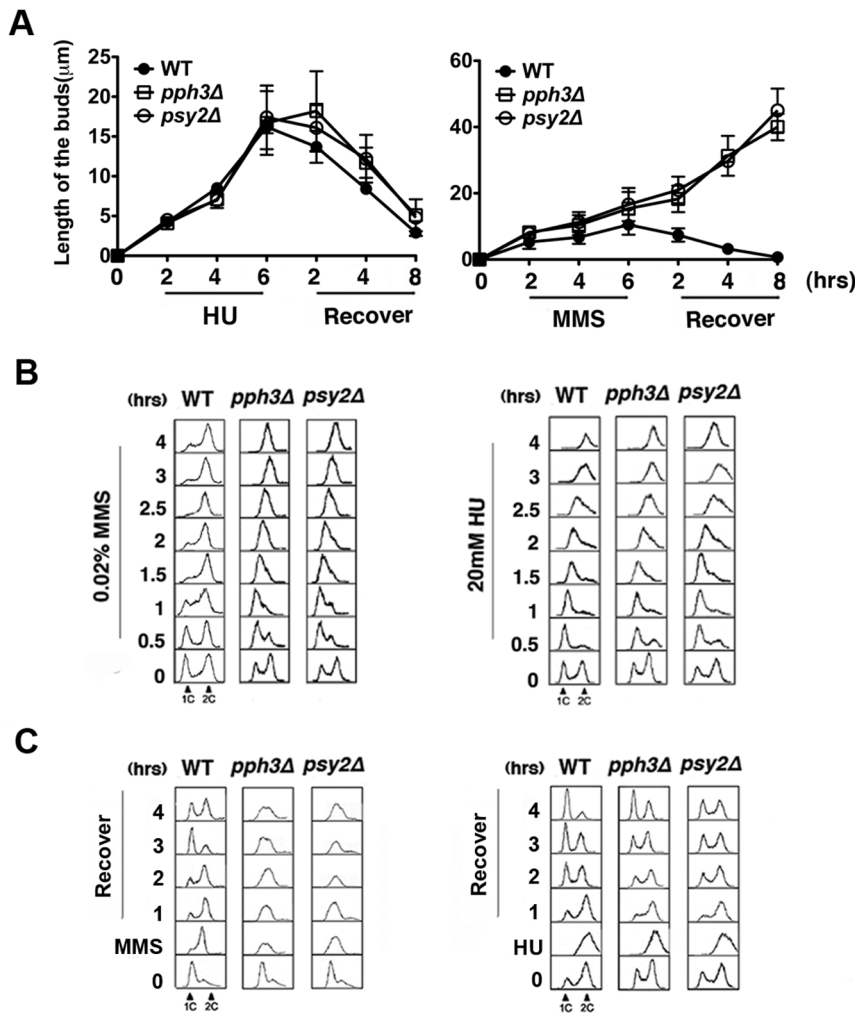 A
Length of the buds(μm)
25
20
15
10
5
0
WT
pph3Δ
psy2Δ
0 2 4 6 2 4 8
HU Recover
60
40
20
0
WT
pph3Δ
psy2Δ
0 2 4 6 2 4 8 (hrs)
MMS Recover
B
(hrs) WT pph3Δ psy2Δ
0.02% MMS
4
3
2.5
2
1.5
1
0.5
0
1C 2C
(hrs) WT pph3Δ psy2Δ
20mM HU
4
3
2.5
2
1.5
1
0.5
0
1C 2C
C
(hrs) WT pph3Δ psy2Δ
Recover
4
3
2
1
MMS
0
1C 2C
(hrs) WT pph3Δ psy2Δ
Recover
4
3
2
1
HU
0
1C 2C